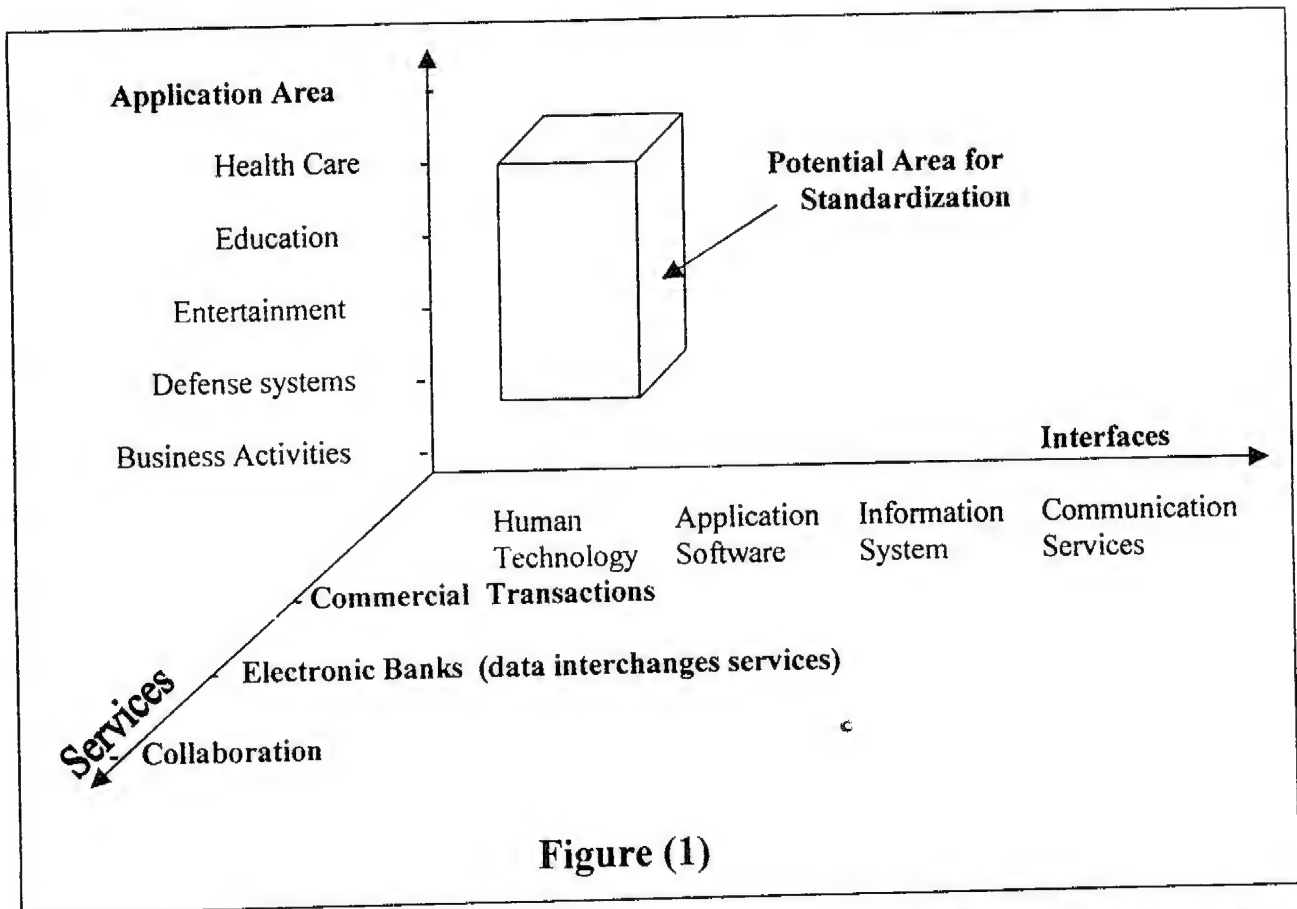 Application Area
Health Care
Education
Entertainment
Defense systems
Business Activities
Potential Area for
Standardization
Interfaces
Human
Technology
Application
Software
Information
System
Communication
Services
Commercial Transactions
Electronic Banks (data interchanges services)
Collaboration
Services
Figure (1)